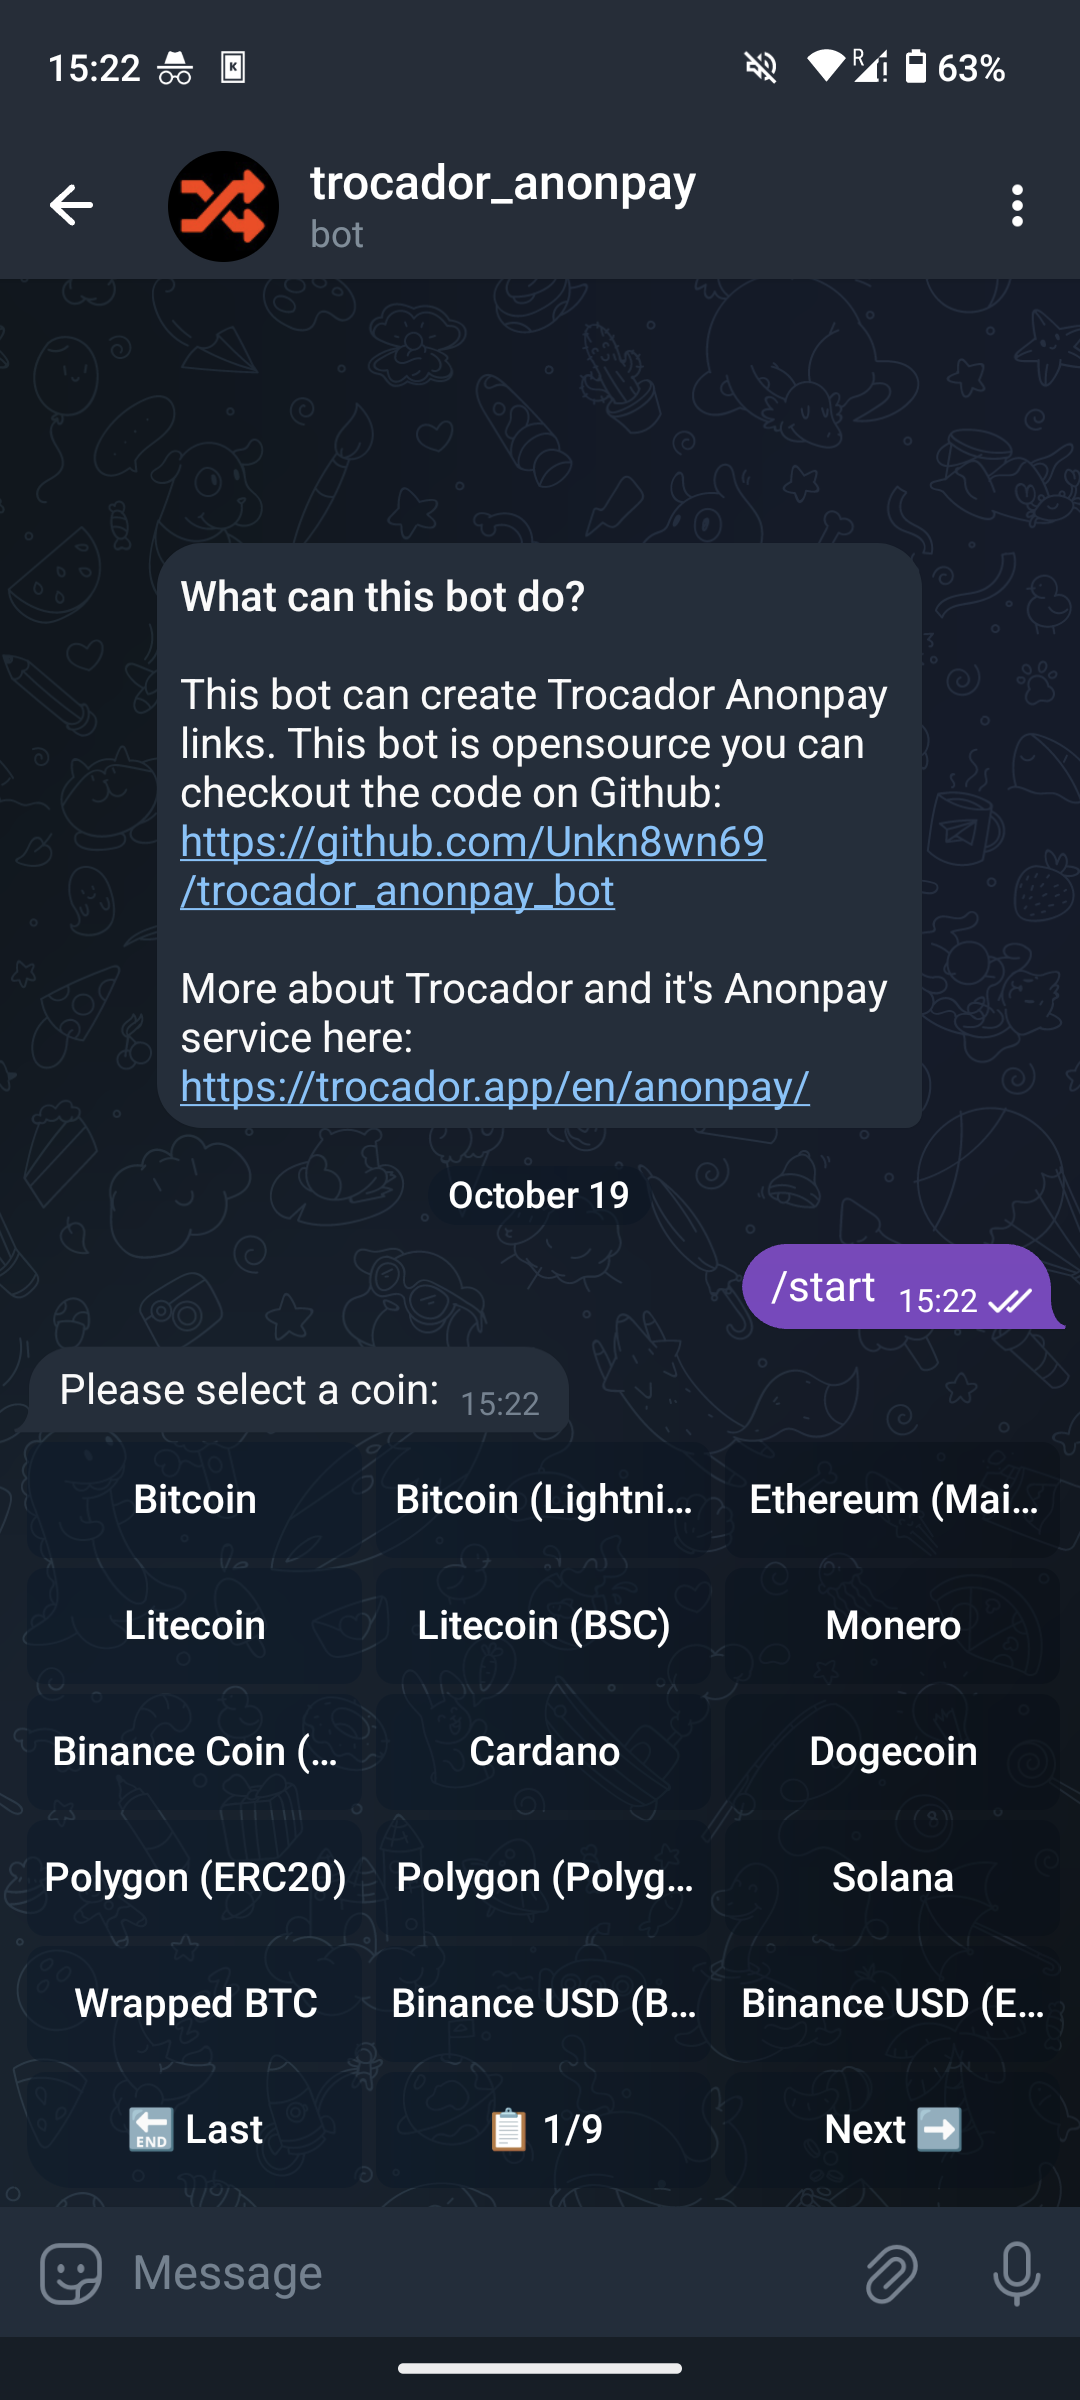 15:22
K
R
63%
trocador_anonpay
bot
What can this bot do?
This bot can create Trocador Anonpay
links. This bot is opensource you can
checkout the code on Github:
https://github.com/Unkn8wn69
/trocador_anonpay_bot
More about Trocador and it's Anonpay
service here:
https://trocador.app/en/anonpay/
October 19
/start 15:22
Please select a coin: 15:22
Bitcoin
Bitcoin (Lightni...
Ethereum (Mai...
Litecoin
Litecoin (BSC)
Monero
Binance Coin (...
Cardano
Dogecoin
Polygon (ERC20)
Polygon (Polyg...
Solana
Wrapped BTC
Binance USD (B...
Binance USD (E...
END Last
1/9
Next
Message